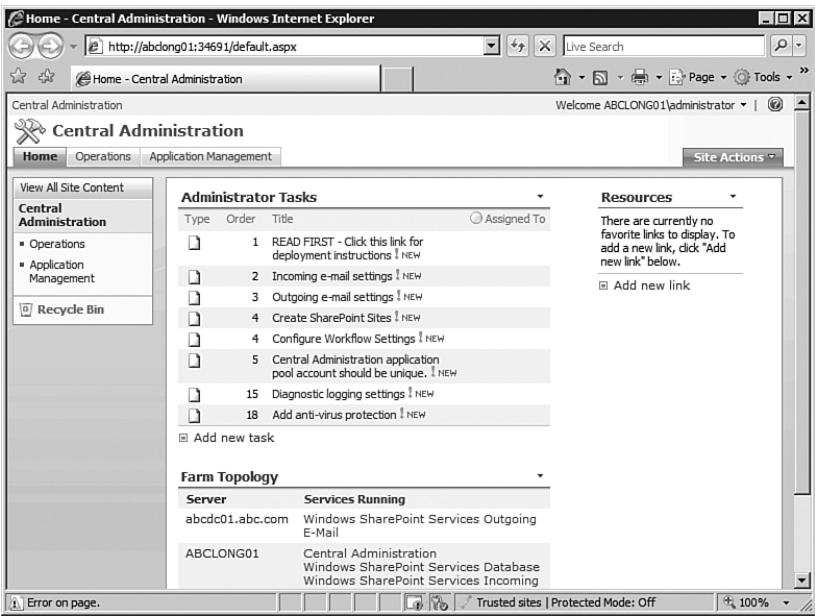 Home - Central Administration - Windows Internet Explorer
http://abclong01:34691/default.aspx
Live Search
Home - Central Administration
Page
Tools
Central Administration
Welcome ABCLONG01\administrator
Central Administration
Home
Operations
Application Management
Site Actions
View All Site Content
Central
Administration
Operations
Application
Management
Recycle Bin
Administrator Tasks
Type Order Title Assigned To
1 READ FIRST - Click this link for
deployment instructions ! NEW
2 Incoming e-mail settings ! NEW
3 Outgoing e-mail settings ! NEW
4 Create SharePoint Sites ! NEW
4 Configure Workflow Settings ! NEW
5 Central Administration application
pool account should be unique. ! NEW
15 Diagnostic logging settings ! NEW
18 Add anti-virus protection ! NEW
Add new task
Farm Topology
Server Services Running
abcdc01.abc.com Windows SharePoint Services Outgoing
E-Mail
ABCLONG01 Central Administration
Windows SharePoint Services Database
Windows SharePoint Services Incoming
Resources
There are currently no
favorite links to display. To
add a new link, click "Add
new link" below.
Add new link
Error on page.
Trusted sites | Protected Mode: Off
100%